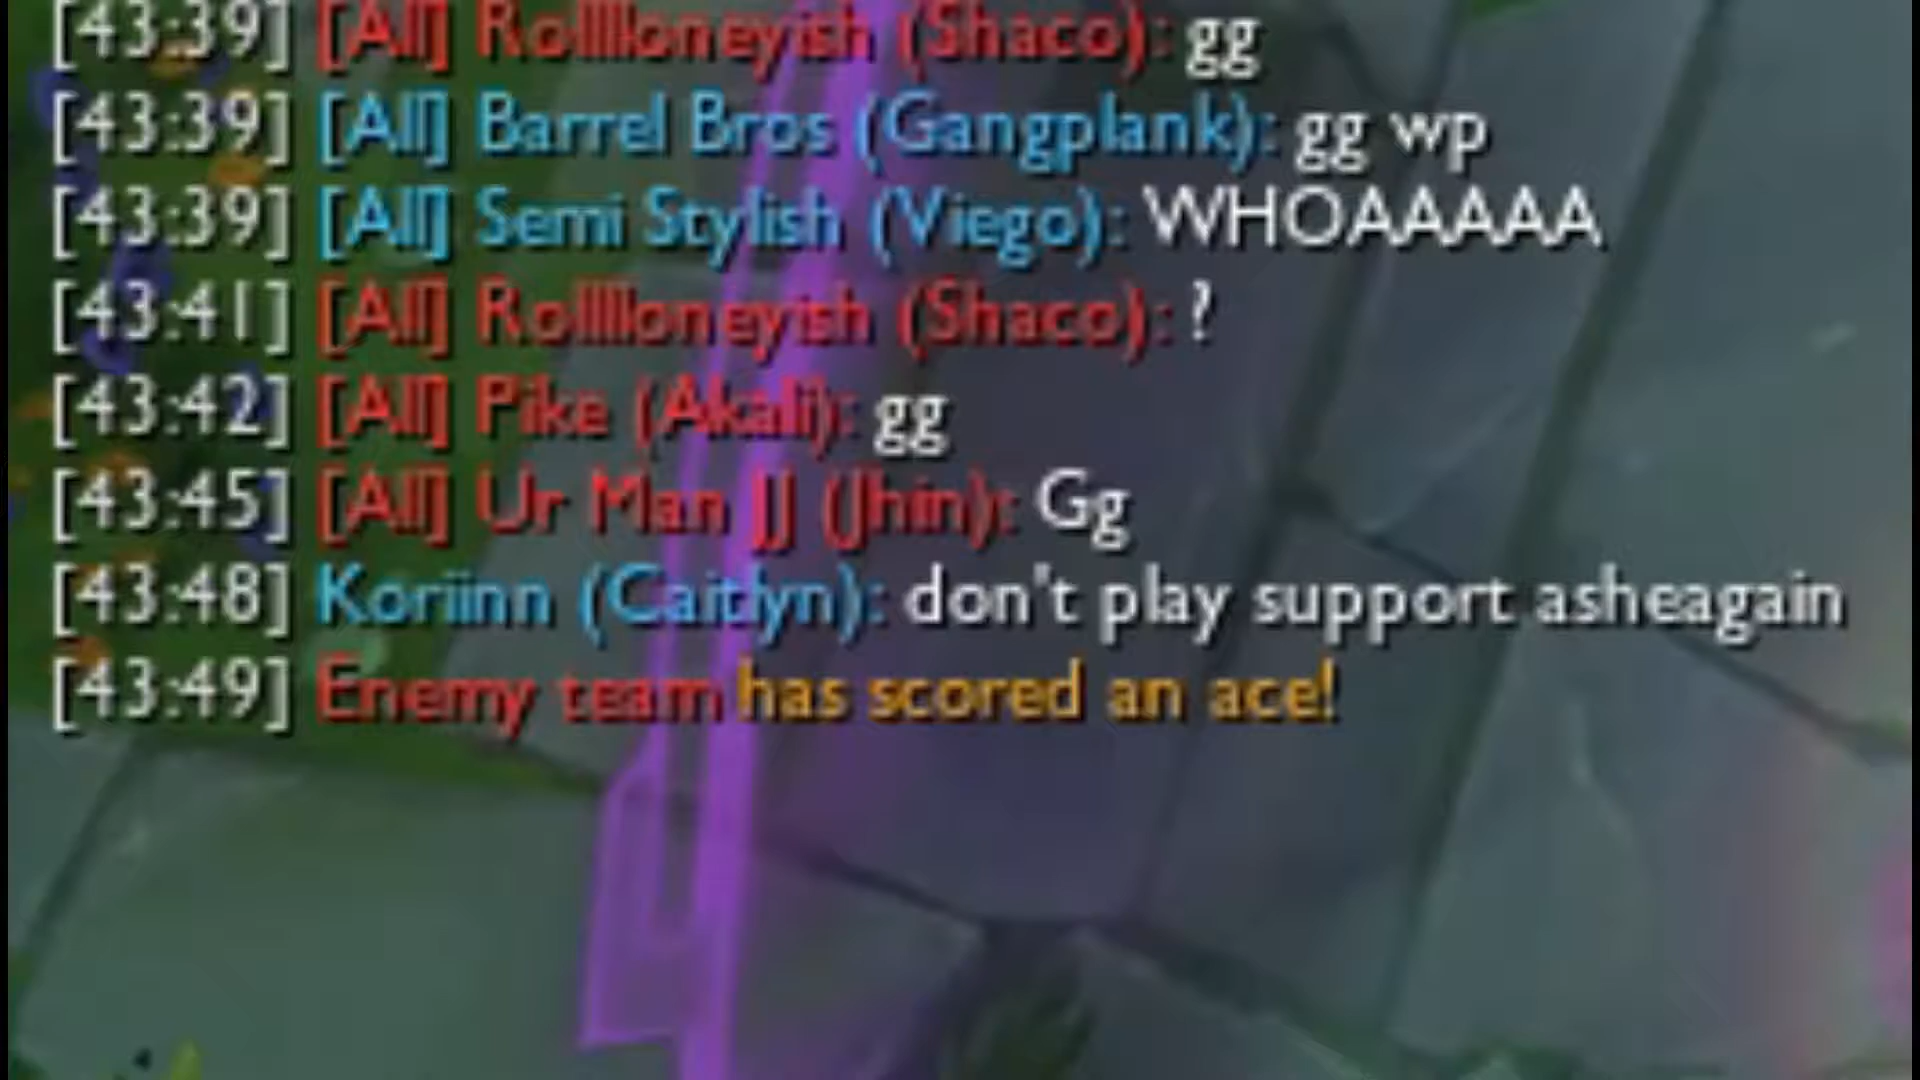 [43:39] [All] Rollllloneyish (Shaco): gg
[43:39] [All] Barrel Bros (Gangplank): gg wp
[43:39] [All] Semi Stylish (Viego): WHOAAAAA
[43:41] [All] Rollllloneyish (Shaco): ?
[43:42] [All] Pike (Akali): gg
[43:45] [All] Ur Man JJ (Jhin): Gg
[43:48] Koriinn (Caitlyn): don't play support asheagain
[43:49] Enemy team has scored an ace!